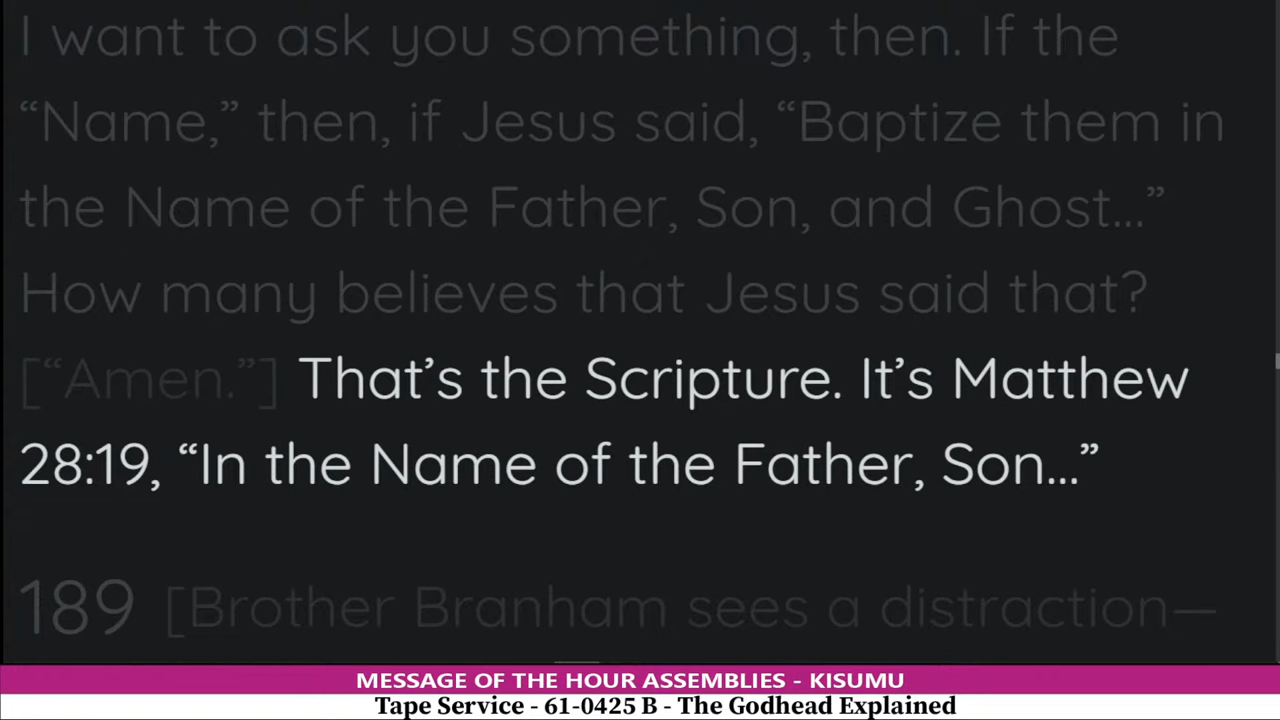 I want to ask you something, then. If the
“Name,” then, if Jesus said, “Baptize them in
the Name of the Father, Son, and Ghost...”
How many believes that Jesus said that?
[“Amen.”] That’s the Scripture. It’s Matthew
28:19, “In the Name of the Father, Son...”
189 [Brother Branham sees a distraction—
MESSAGE OF THE HOUR ASSEMBLIES - KISUMU
Tape Service - 61-0425 B - The Godhead Explained